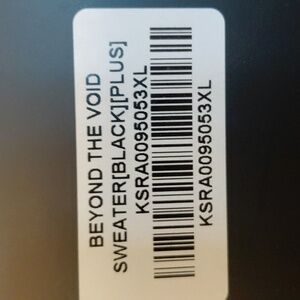 BEYOND THE VOID
SWEATER[BLACK][PLUS]
KSRA0095053XL
KSRA0095053XL